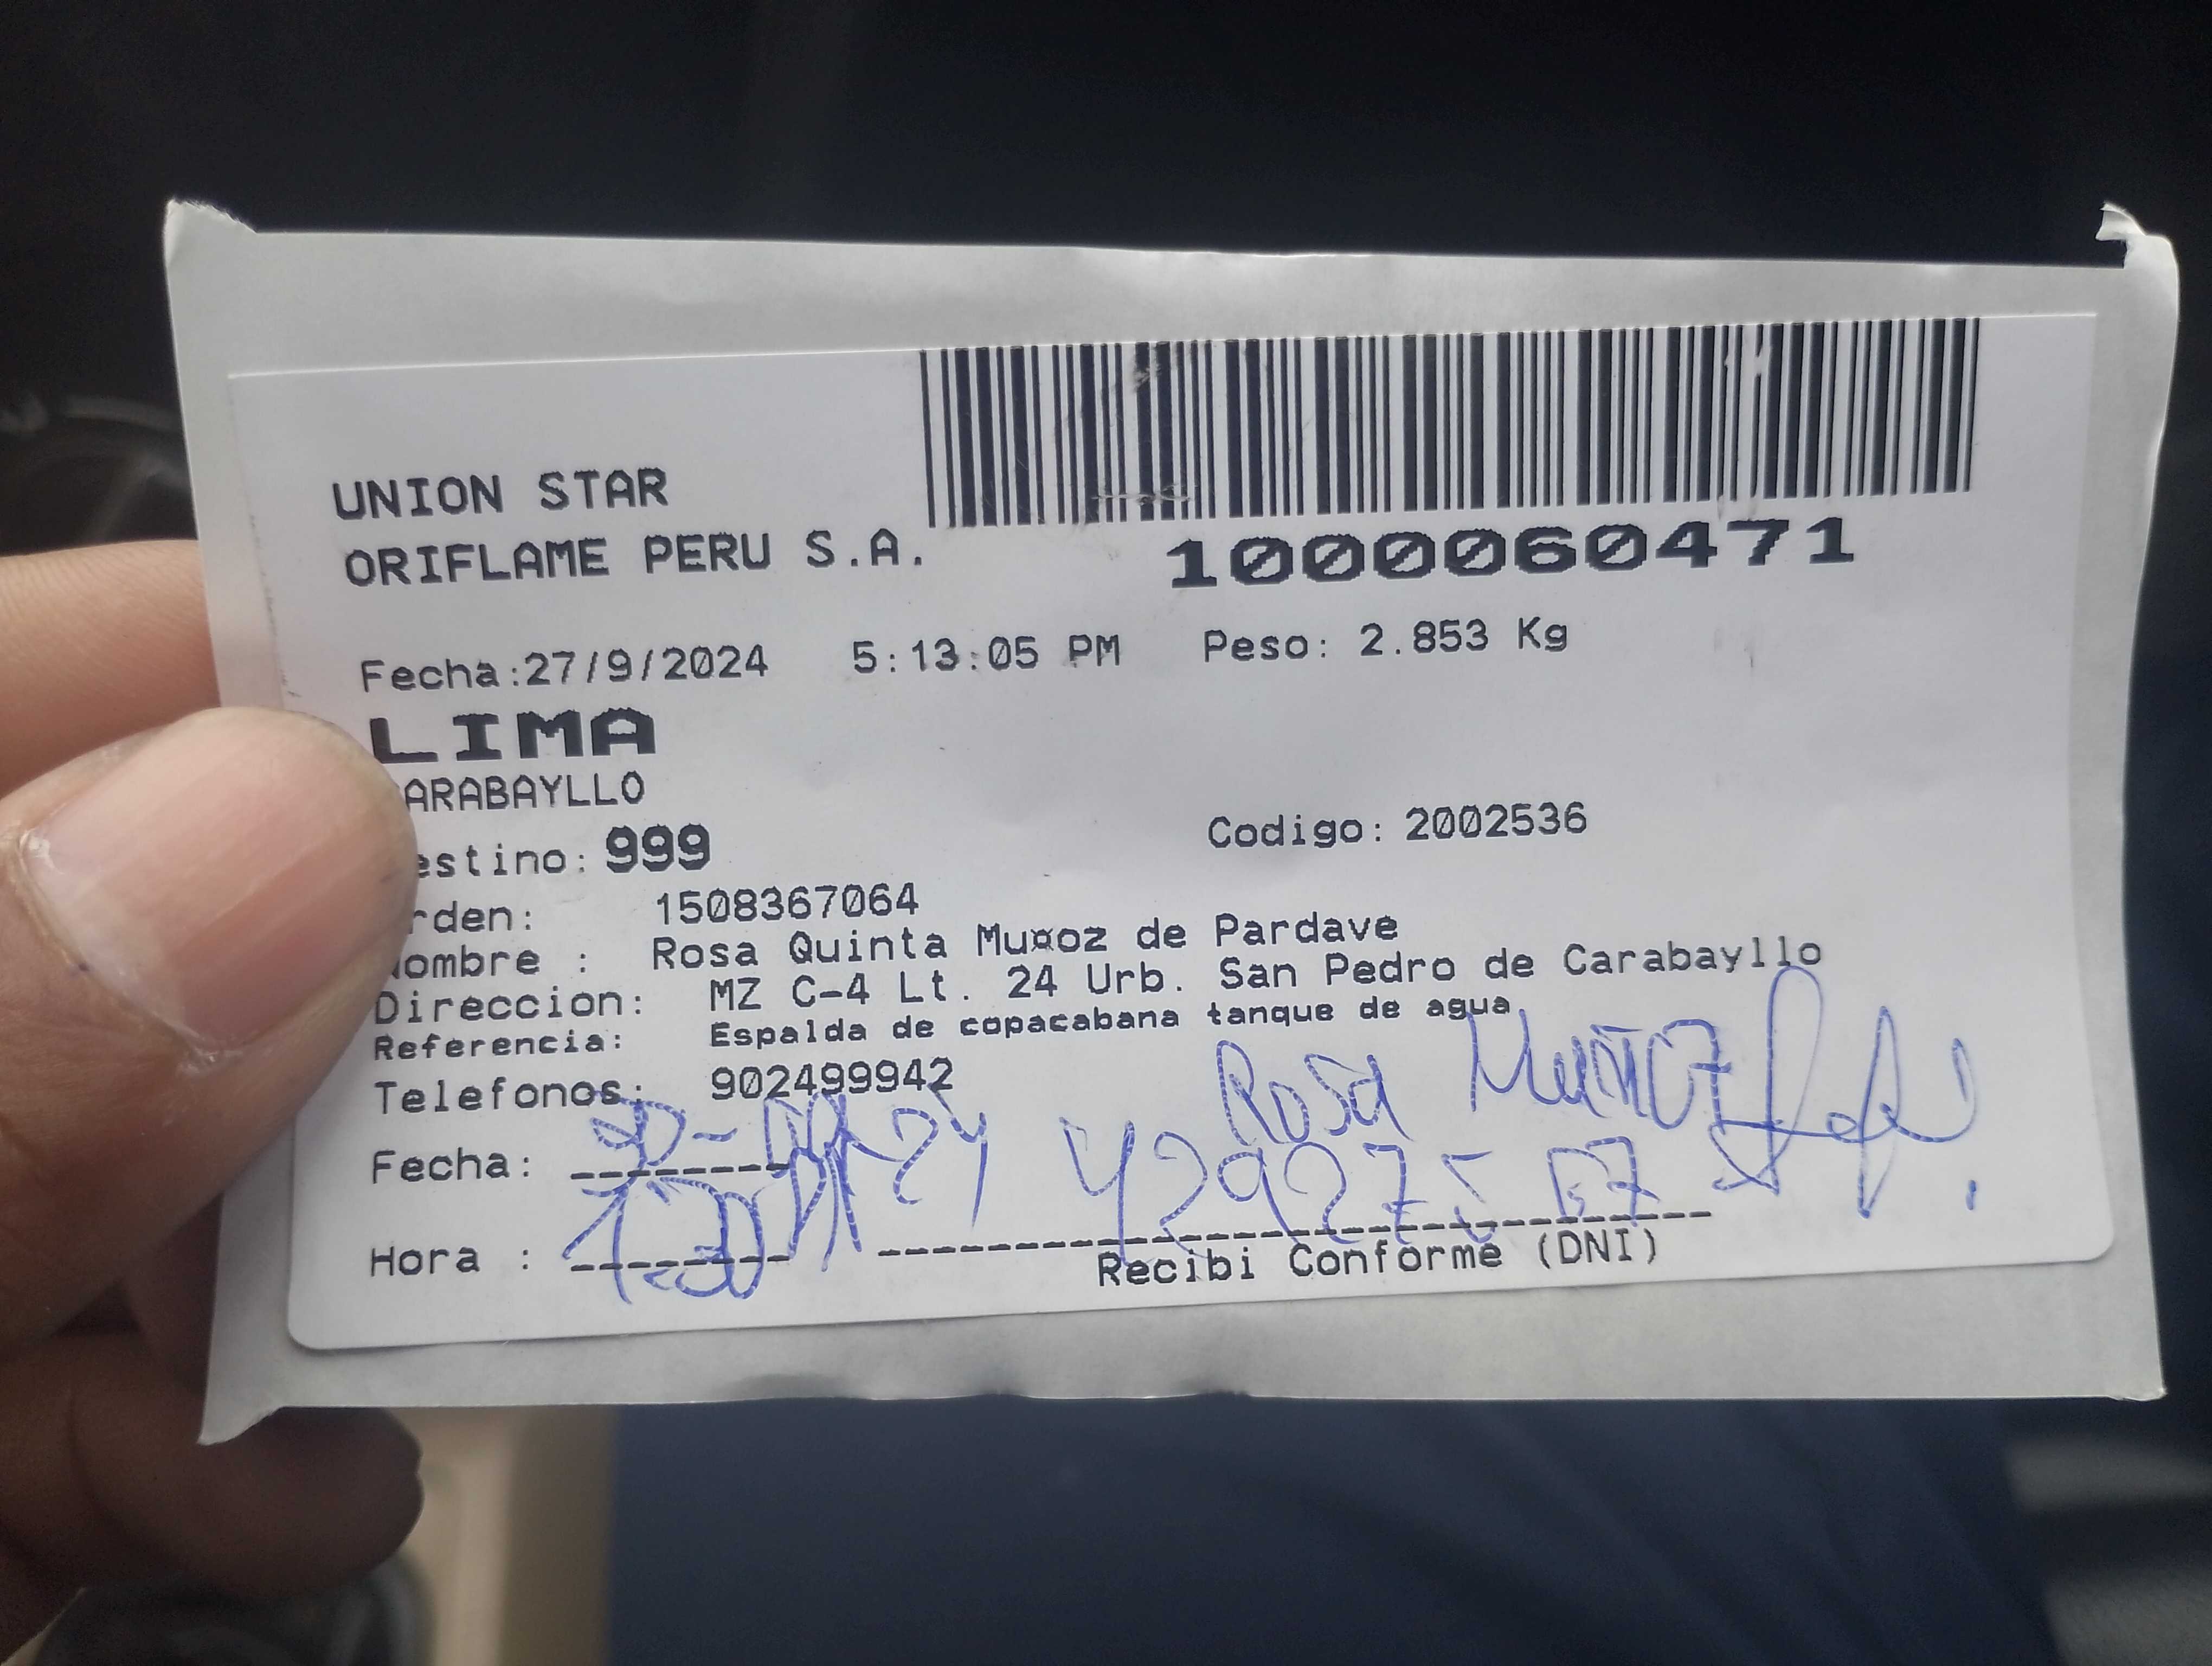 UNION STAR
ORIFLAME PERU S.A.
1000060471
Fecha:27/9/2024 5:13:05 PM Peso: 2.853 Kg
LIMA
ARABAYLLO
estino: 999 Codigo: 2002536
rden: 1508367064
ombre : Rosa Quinta Mu¤oz de Pardave
Direccion: MZ C-4 Lt. 24 Urb. San Pedro de Carabayllo
Referencia: Espalda de copacabana tanque de agua
Telefonos: 902499942
Rosa Muñoz
Fecha:
Hora :
Recibi Conforme (DNI)